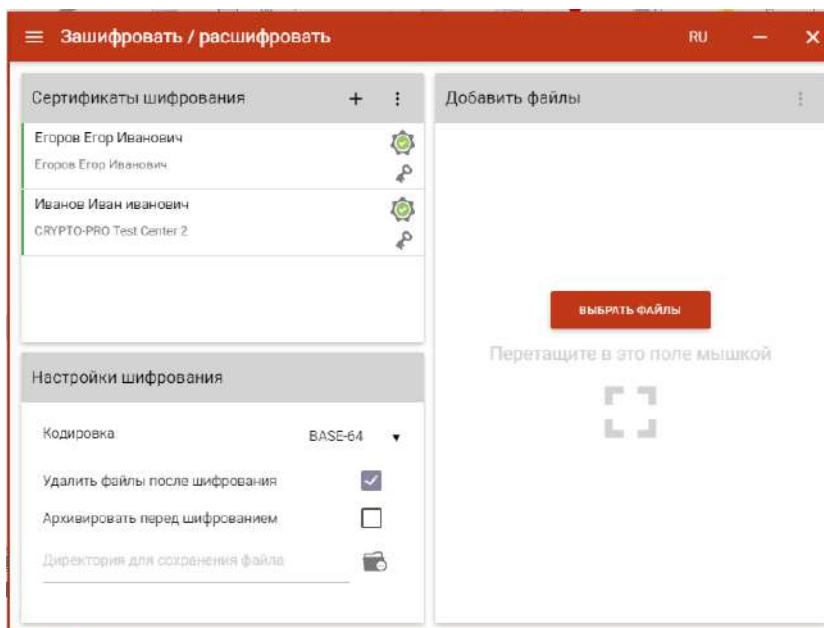 Зашифровать / расшифровать
RU
Сертификаты шифрования
Егоров Егор Иванович
Егоров Егор Иванович
Иванов Иван иванович
CRYPTO-PRO Test Center 2
Настройки шифрования
Кодировка
BASE-64
Удалить файлы после шифрования
Архивировать перед шифрованием
Директория для сохранения файла
Добавить файлы
ВЫБРАТЬ ФАЙЛЫ
Перетащите в это поле мышкой